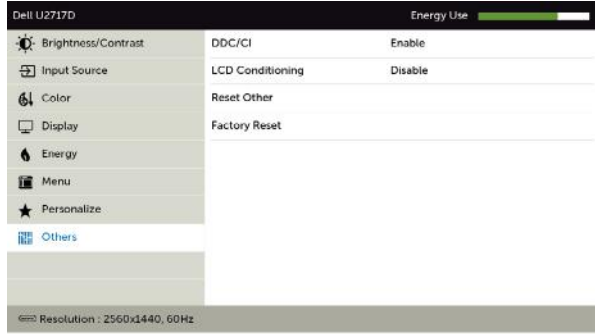 Dell U2717D Energy Use
Brightness/Contrast DDC/CI Enable
Input Source LCD Conditioning Disable
Color Reset Other
Display Factory Reset
Energy
Menu
Personalize
Others
Resolution : 2560x1440, 60Hz